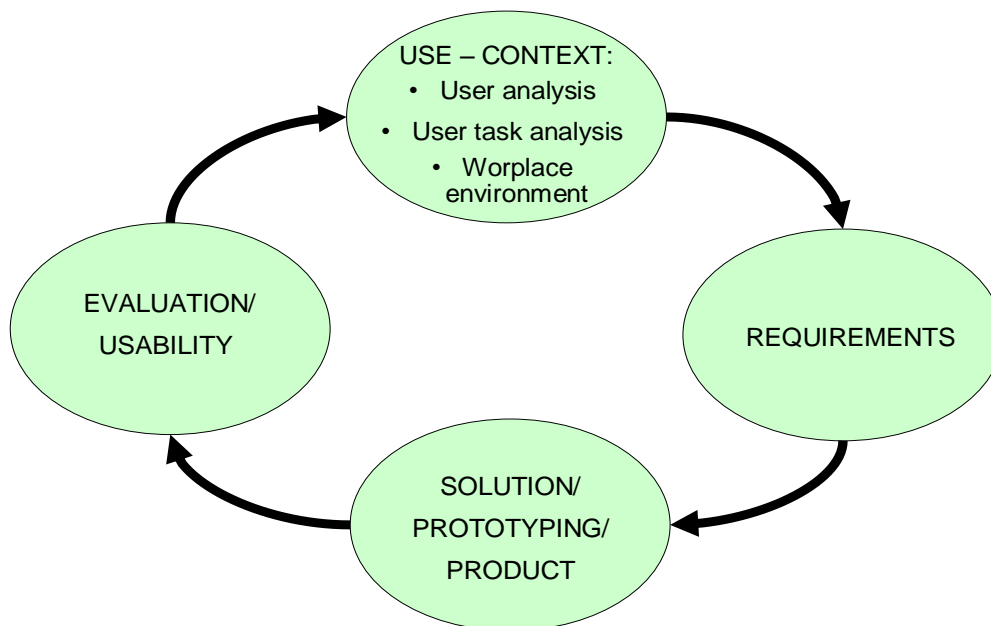 USE – CONTEXT:
• User analysis
• User task analysis
• Worplace
environment
EVALUATION/
USABILITY
REQUIREMENTS
SOLUTION/
PROTOTYPING/
PRODUCT